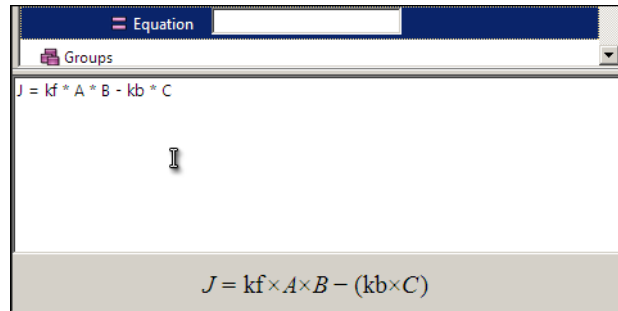 = Equation
Groups
J = kf * A * B - kb * C
J = kf×A×B − (kb×C)